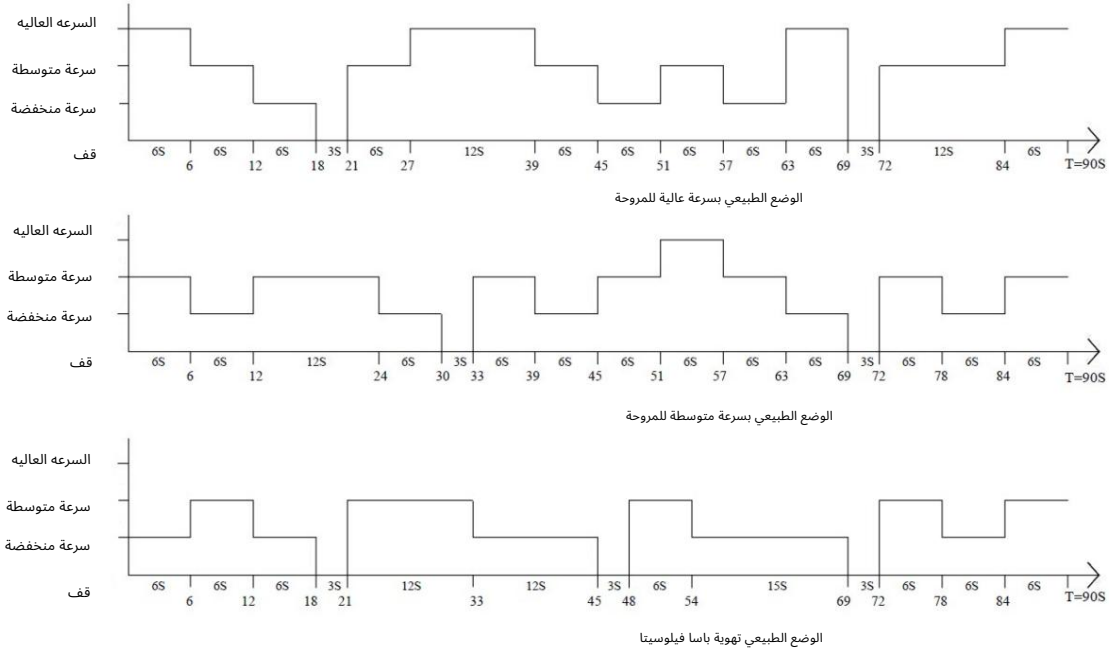 السرعه العاليه
سرعة متوسطة
سرعة منخفضة
قف
6S 6S 6S 3S 6S 12S 6S 6S 6S 6S 6S 3S 12S 6S
6 12 18 21 27 39 45 51 57 63 69 72 84 T=90S
الوضع الطبيعي بسرعة عالية للمروحة
السرعه العاليه
سرعة متوسطة
سرعة منخفضة
قف
6S 6S 12S 6S 3S 6S 6S 6S 6S 6S 6S 3S 6S 6S 6S
6 12 24 30 33 39 45 51 57 63 69 72 78 84 T=90S
الوضع الطبيعي بسرعة متوسطة للمروحة
السرعه العاليه
سرعة متوسطة
سرعة منخفضة
قف
6S 6S 6S 3S 12S 12S 3S 6S 15S 3S 6S 6S 6S
6 12 18 21 33 45 48 54 69 72 78 84 T=90S
الوضع الطبيعي تهوية باسا فيلوسيتا